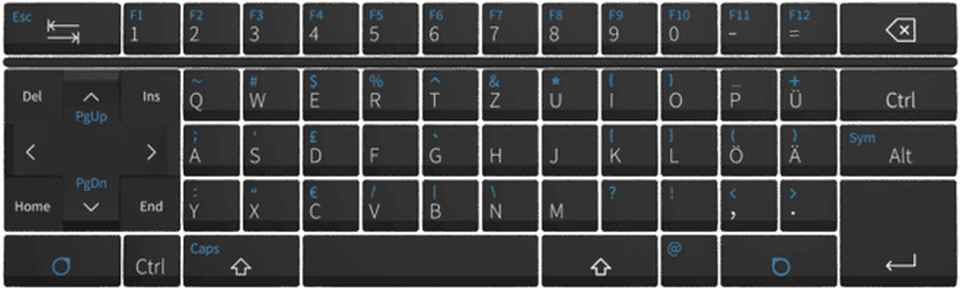 Esc F1 F2 F3 F4 F5 F6 F7 F8 F9 F10 F11 F12
1 2 3 4 5 6 7 8 9 0 - =
~ # $ % ^ & * { } _ +
Del Ins Q W E R T Z U I O P Ü Ctrl
PgUp
; ' £ ` [ ] ( ) Sym
A S D F G H J K L Ö Ä Alt
PgDn : “ € / | \ ? ! < >
Home End Y X C V B N M , .
Caps @
Ctrl